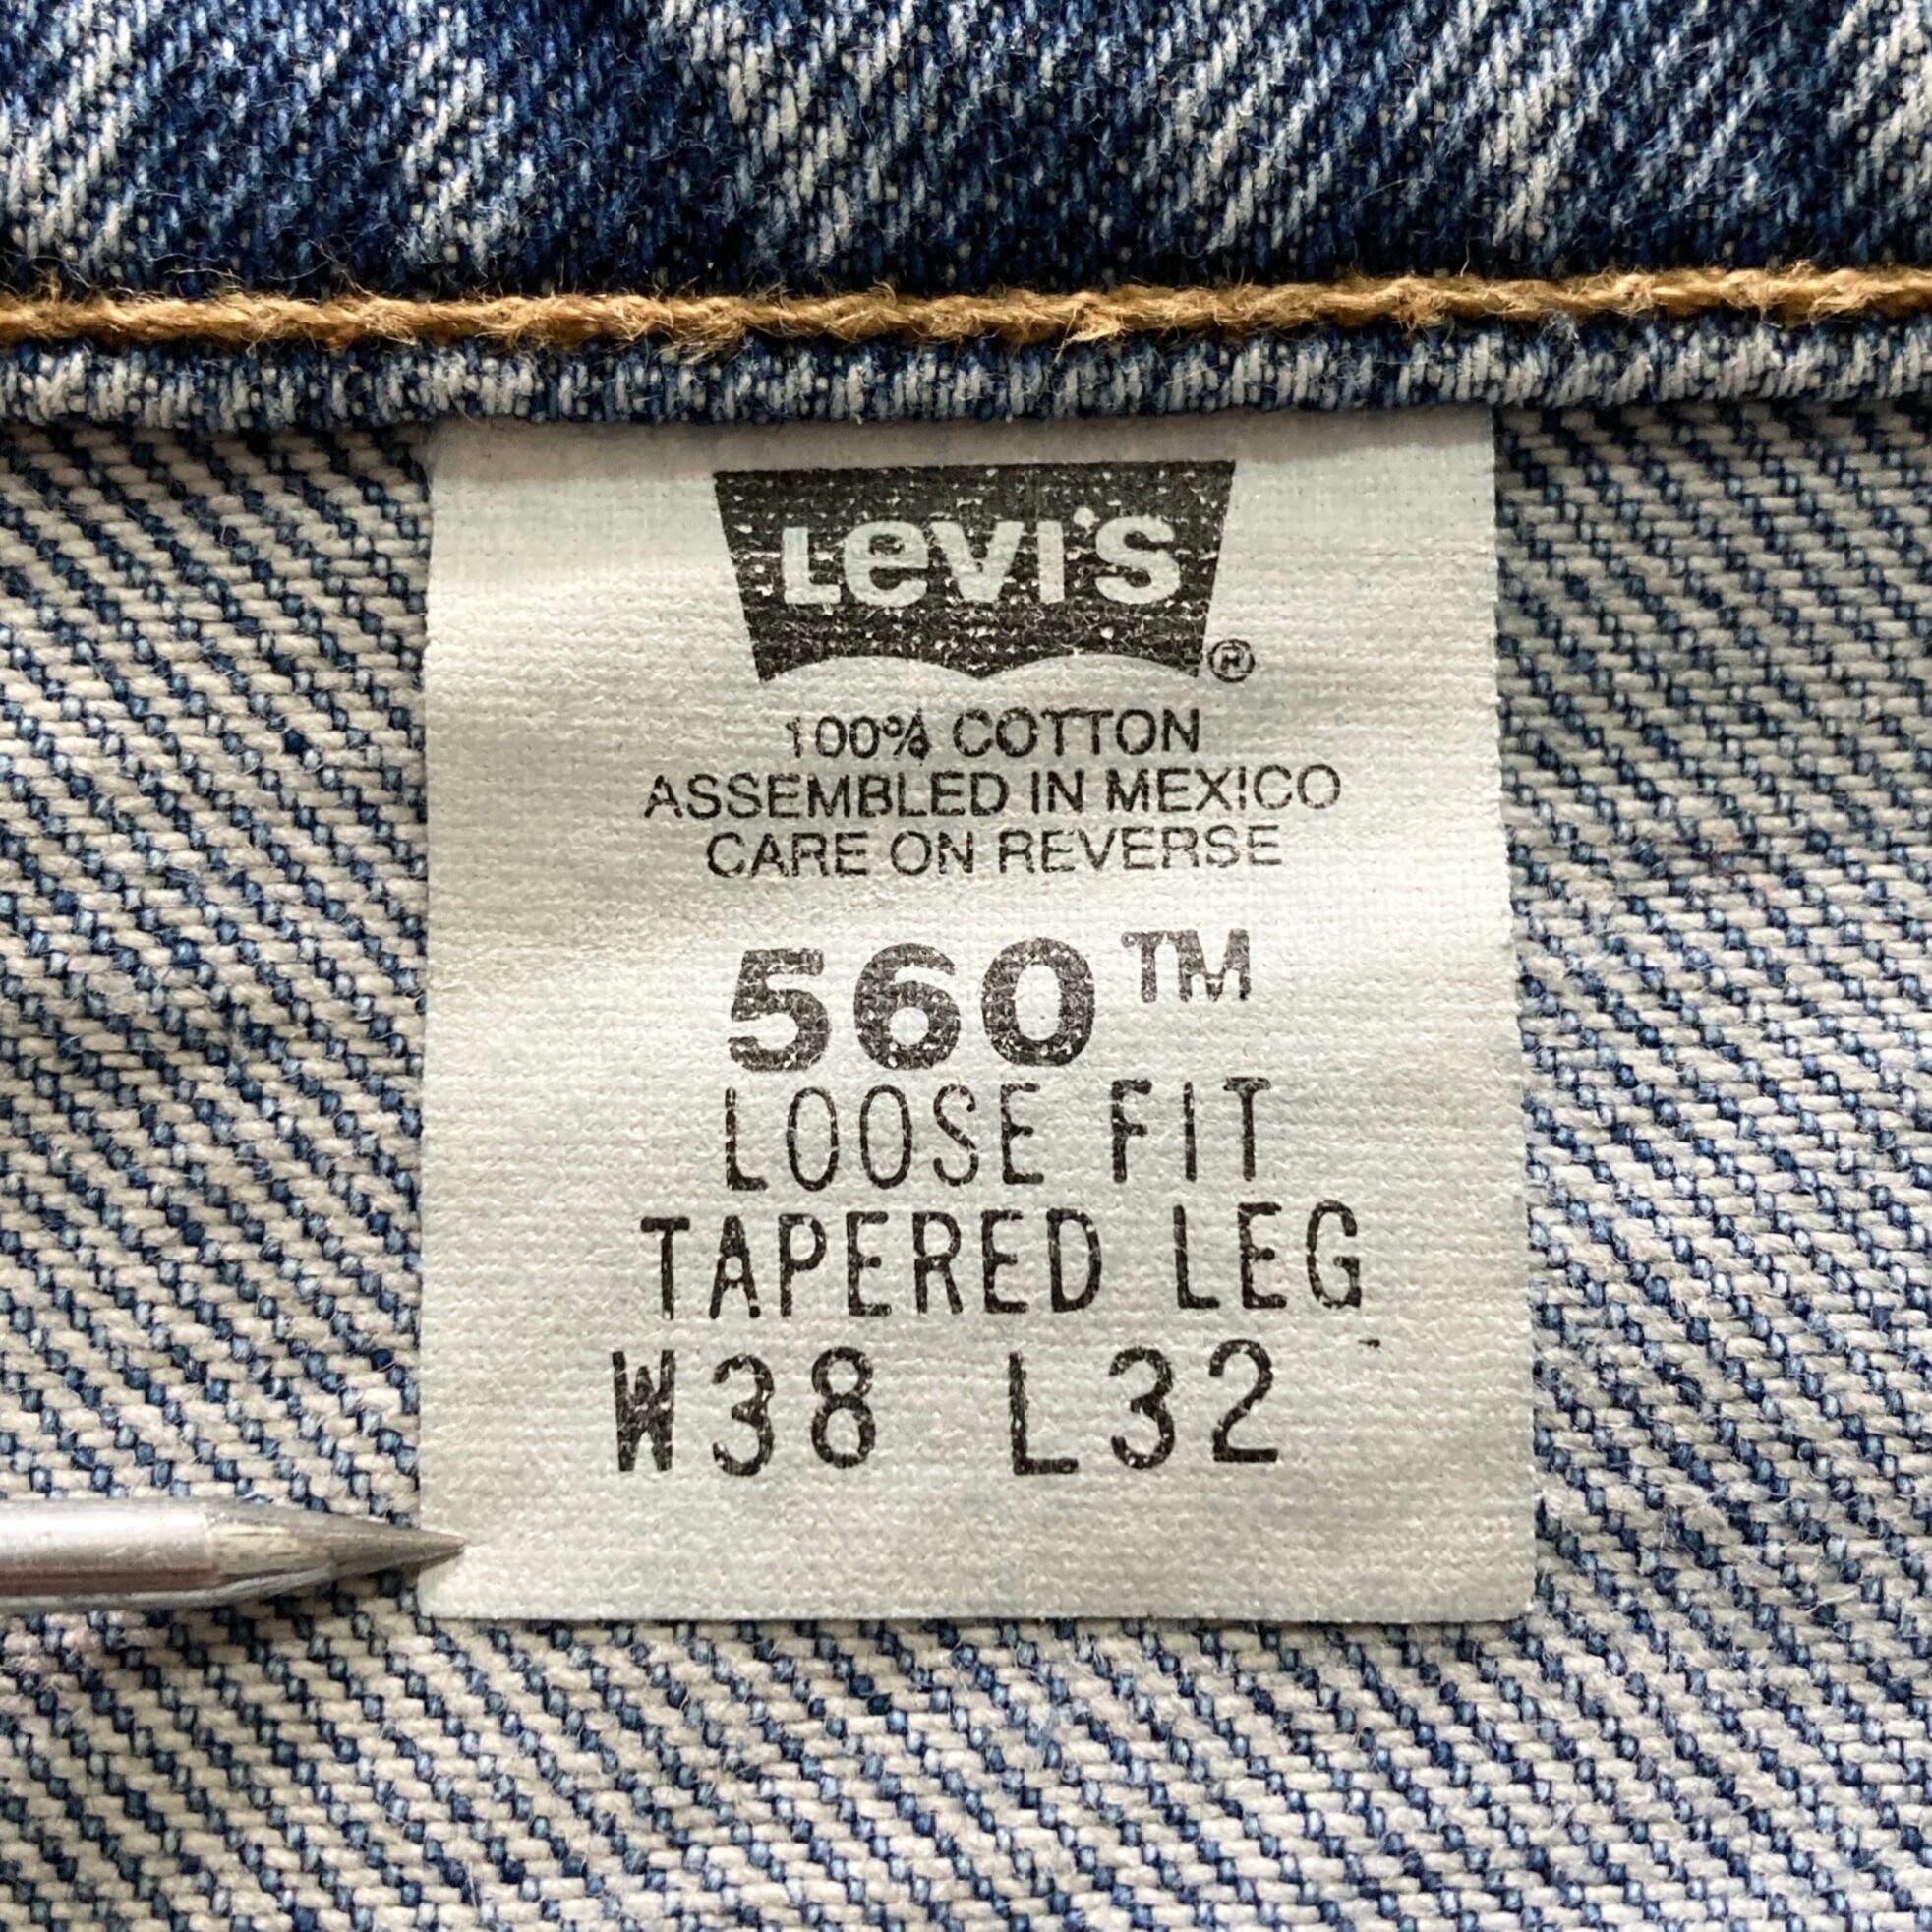 Levi's®
100% COTTON
ASSEMBLED IN MEXICO
CARE ON REVERSE
560™
LOOSE FIT
TAPERED LEG
W38 L32